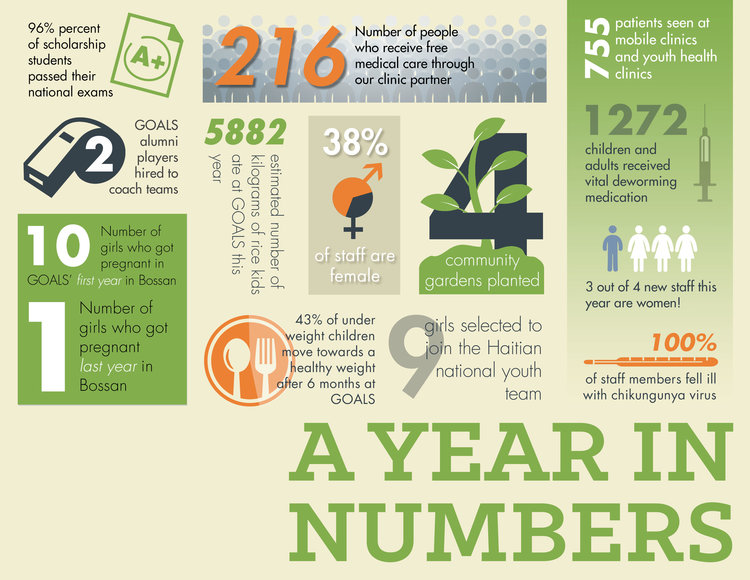 96% percent
of scholarship
students
passed their
national exams
A+
216
Number of people
who receive free
medical care through
our clinic partner
755
patients seen at
mobile clinics
and youth health
clinics
2
GOALS
alumni
players
hired to
coach teams
5882
estimated number of
kilograms of rice kids
ate at GOALS this
year
38%
of staff are
female
4
community
gardens planted
1272
children and
adults received
vital deworming
medication
10
Number of
girls who got
pregnant in
GOALS' first year in Bossan
1
Number of
girls who got
pregnant
last year in
Bossan
3 out of 4 new staff this
year are women!
43% of under
weight children
move towards a
healthy weight
after 6 months at
GOALS
9
girls selected to
join the Haitian
national youth
team
100%
of staff members fell ill
with chikungunya virus
A YEAR IN
NUMBERS